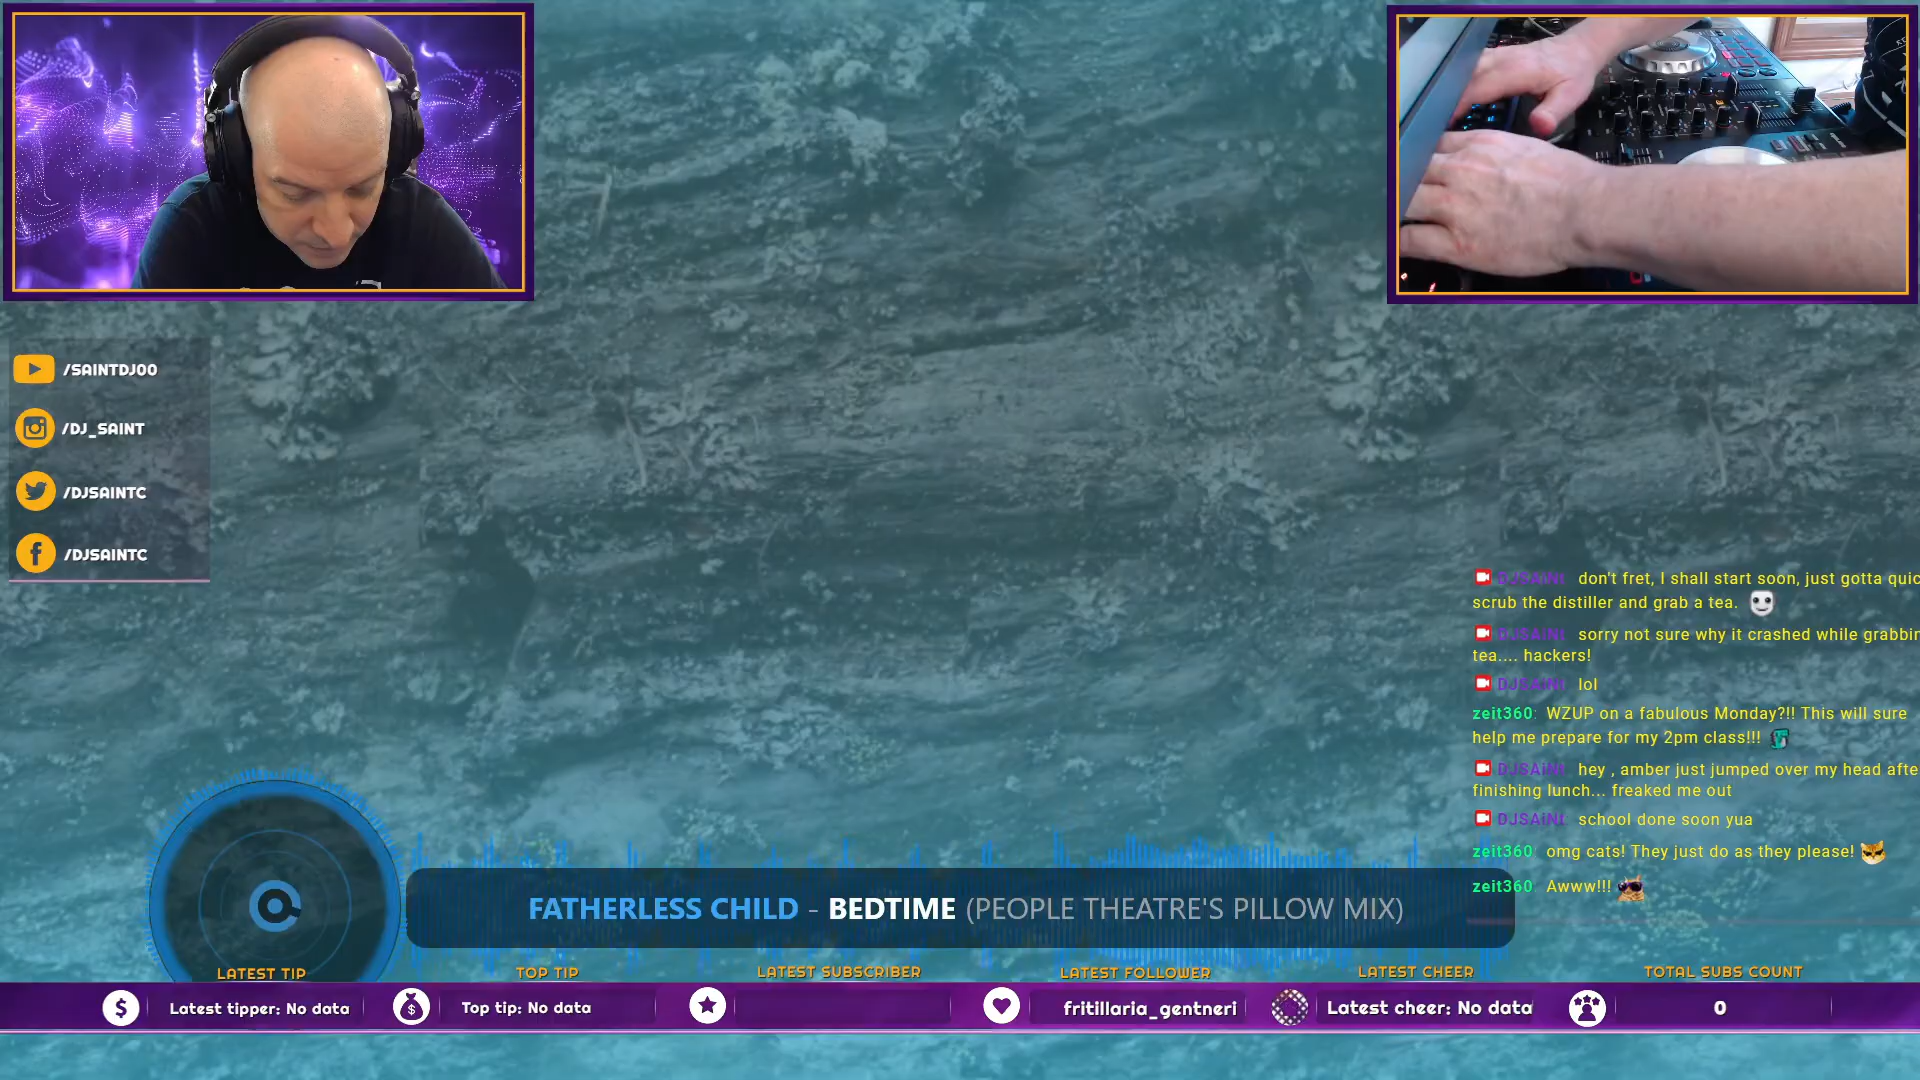 /SAINTDJ00
/DJ_SAINT
/DJSAINTC
/DJSAINTC
DJSAiNt don't fret, I shall start soon, just gotta quic
scrub the distiller and grab a tea.
DJSAiNt sorry not sure why it crashed while grabbin
tea.... hackers!
DJSAiNt lol
zeit360: WZUP on a fabulous Monday?!! This will sure
help me prepare for my 2pm class!!!
DJSAiNt hey , amber just jumped over my head afte
finishing lunch... freaked me out
DJSAiNt school done soon yua
zeit360: omg cats! They just do as they please!
zeit360: Awww!!!
FATHERLESS CHILD - BEDTIME (PEOPLE THEATRE'S PILLOW MIX)
LATEST TIP
TOP TIP
LATEST SUBSCRIBER
LATEST FOLLOWER
LATEST CHEER
TOTAL SUBS COUNT
Latest tipper: No data
Top tip: No data
fritillaria_gentneri
Latest cheer: No data
0